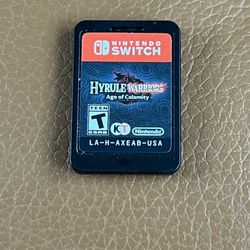 NINTENDO
SWITCH
HYRULE WARRIORS
Age of Calamity
TEEN
T
KT
Nintendo
LA-H-AXEAB-USA